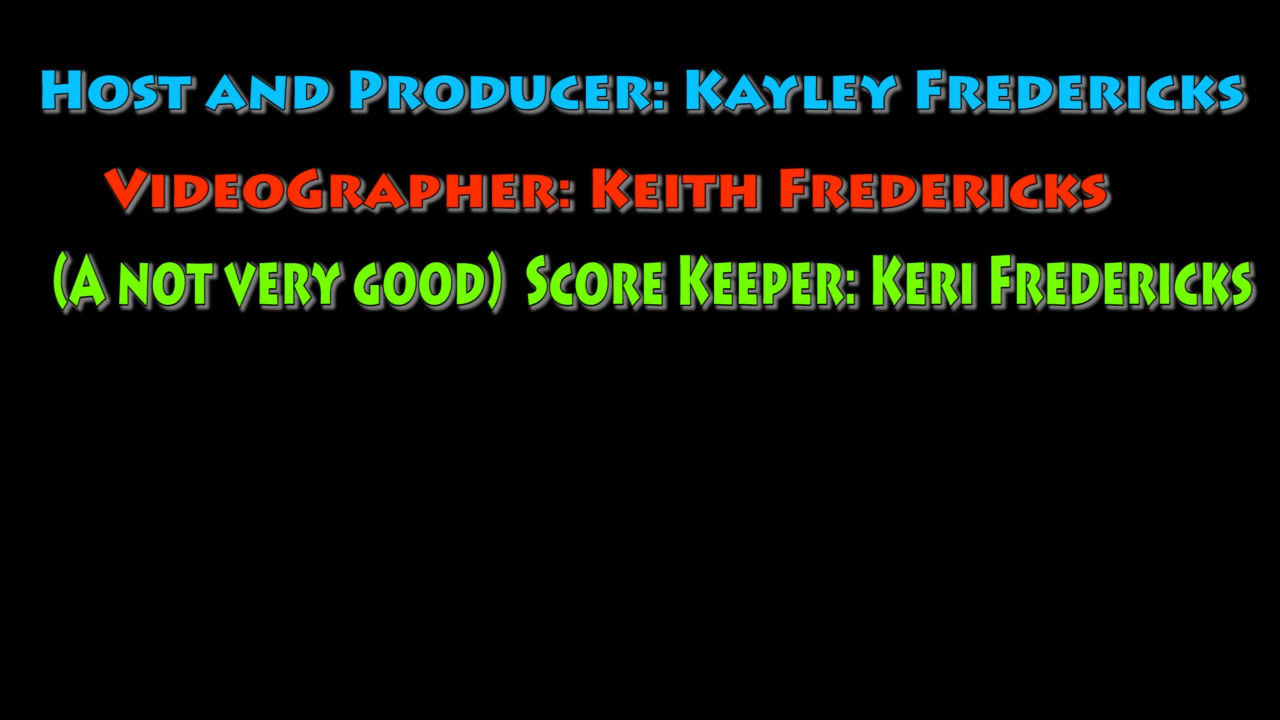 Host and Producer: Kayley Fredericks
VideoGrapher: Keith Fredericks
(A not very good) Score Keeper: Keri Fredericks